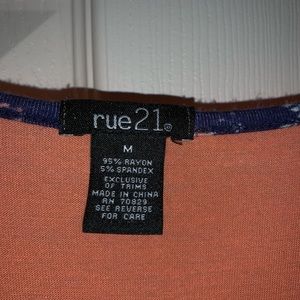 rue21®
M
95% RAYON
5% SPANDEX
EXCLUSIVE
OF TRIMS
MADE IN CHINA
RN 70829
SEE REVERSE
FOR CARE